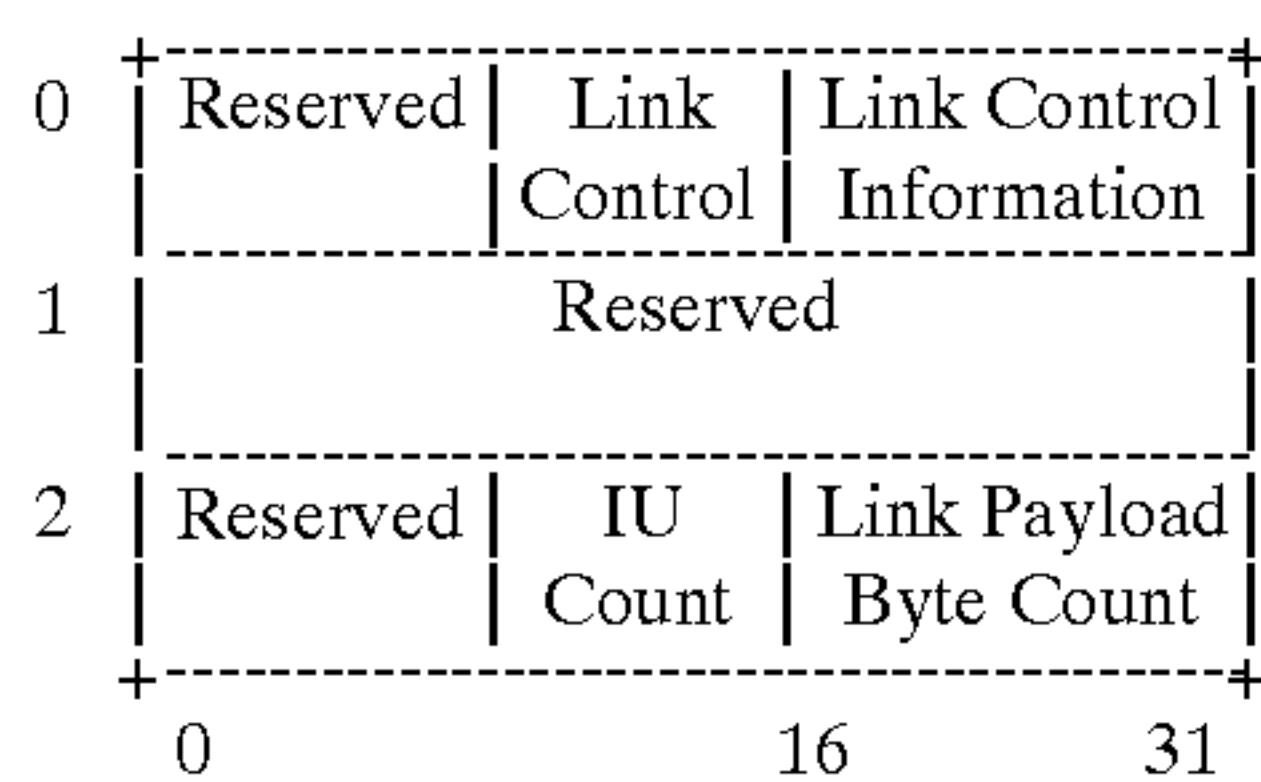 0 Reserved Link Link Control
Control Information
1 Reserved
2 Reserved IU Link Payload
Count Byte Count
0 16 31